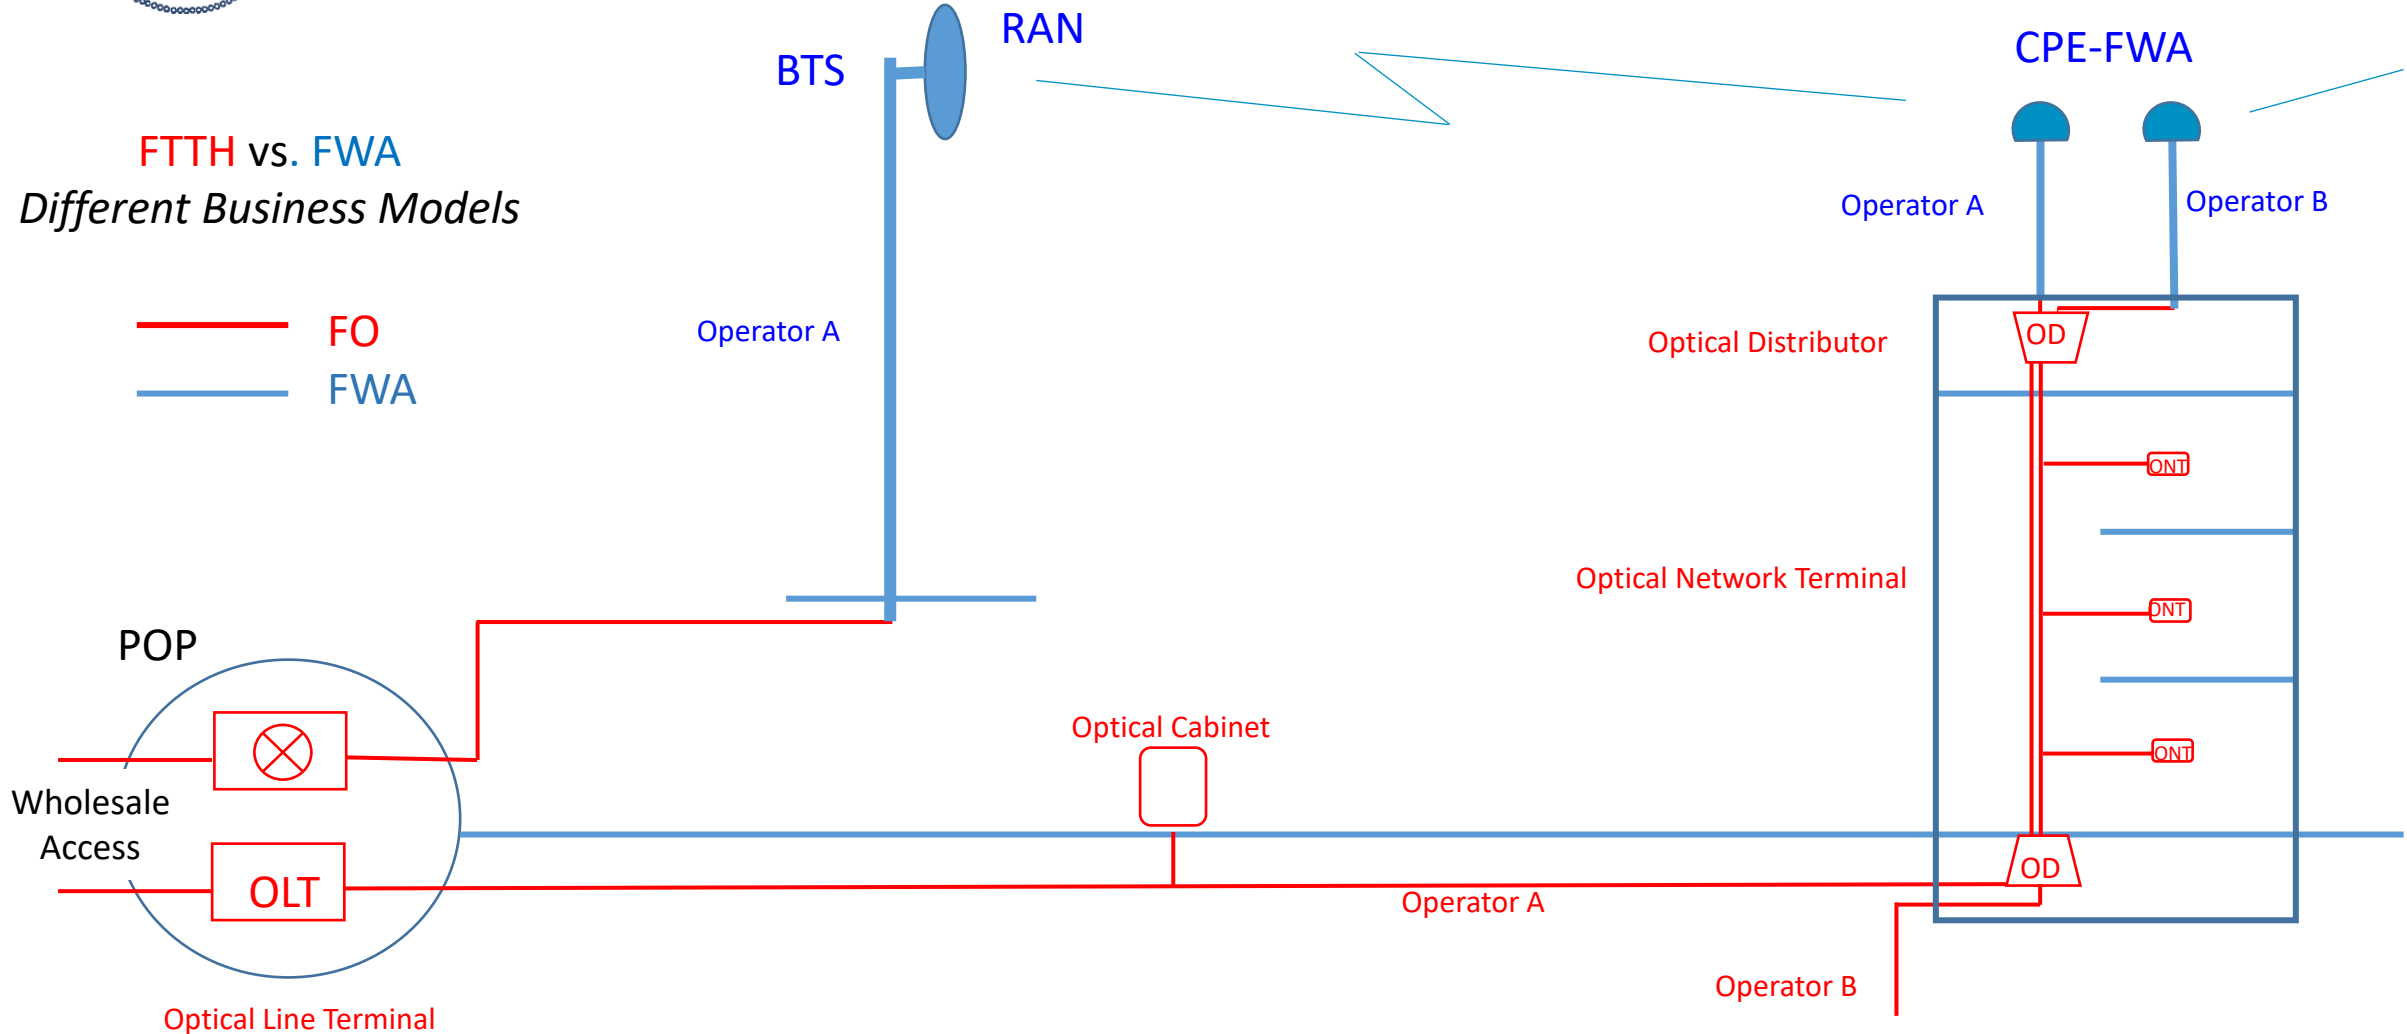 RAN
BTS
CPE-FWA
FTTH vs. FWA
Different Business Models
Operator A
Operator B
FO
FWA
Operator A
Optical Distributor
OD
ONT
Optical Network Terminal
ONT
POP
Optical Cabinet
ONT
Wholesale
Access
OLT
OD
Operator A
Operator B
Optical Line Terminal